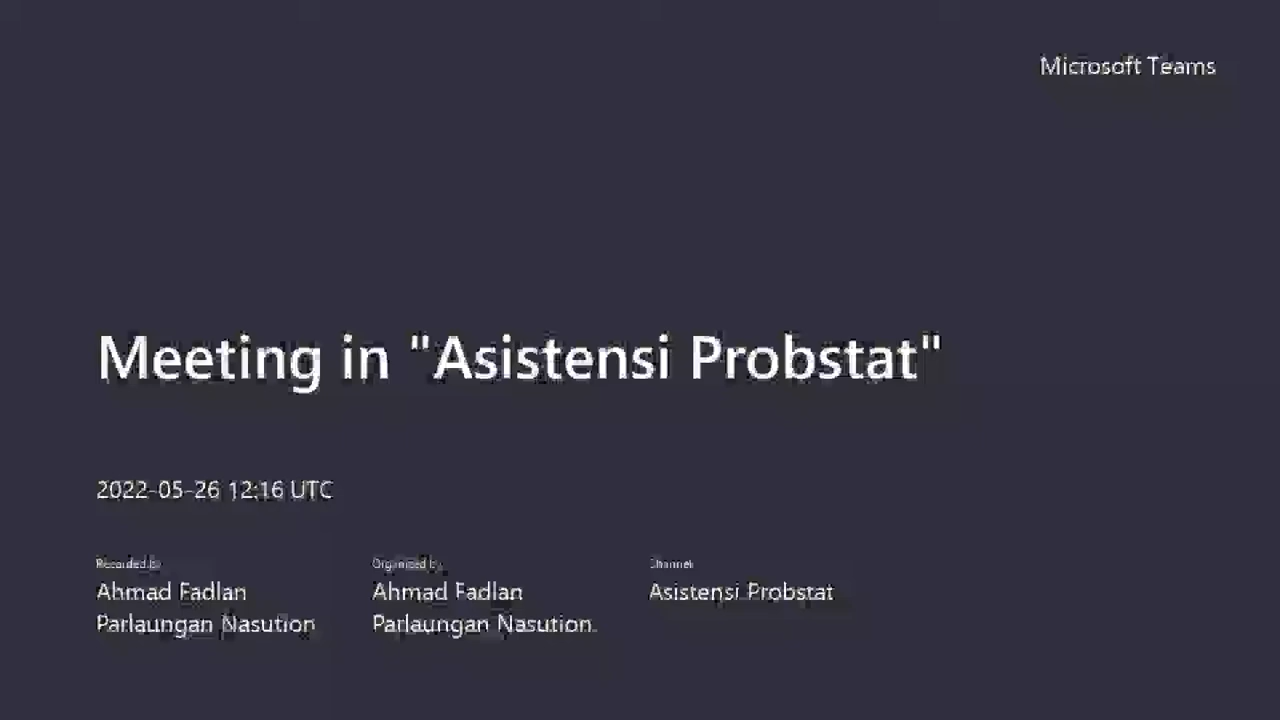 Microsoft Teams
Meeting in "Asistensi Probstat"
2022-05-26 12:16 UTC
Recorded by
Organized by
Channel
Ahmad Fadlan
Ahmad Fadlan
Asistensi Probstat
Parlaungan Nasution
Parlaungan Nasution